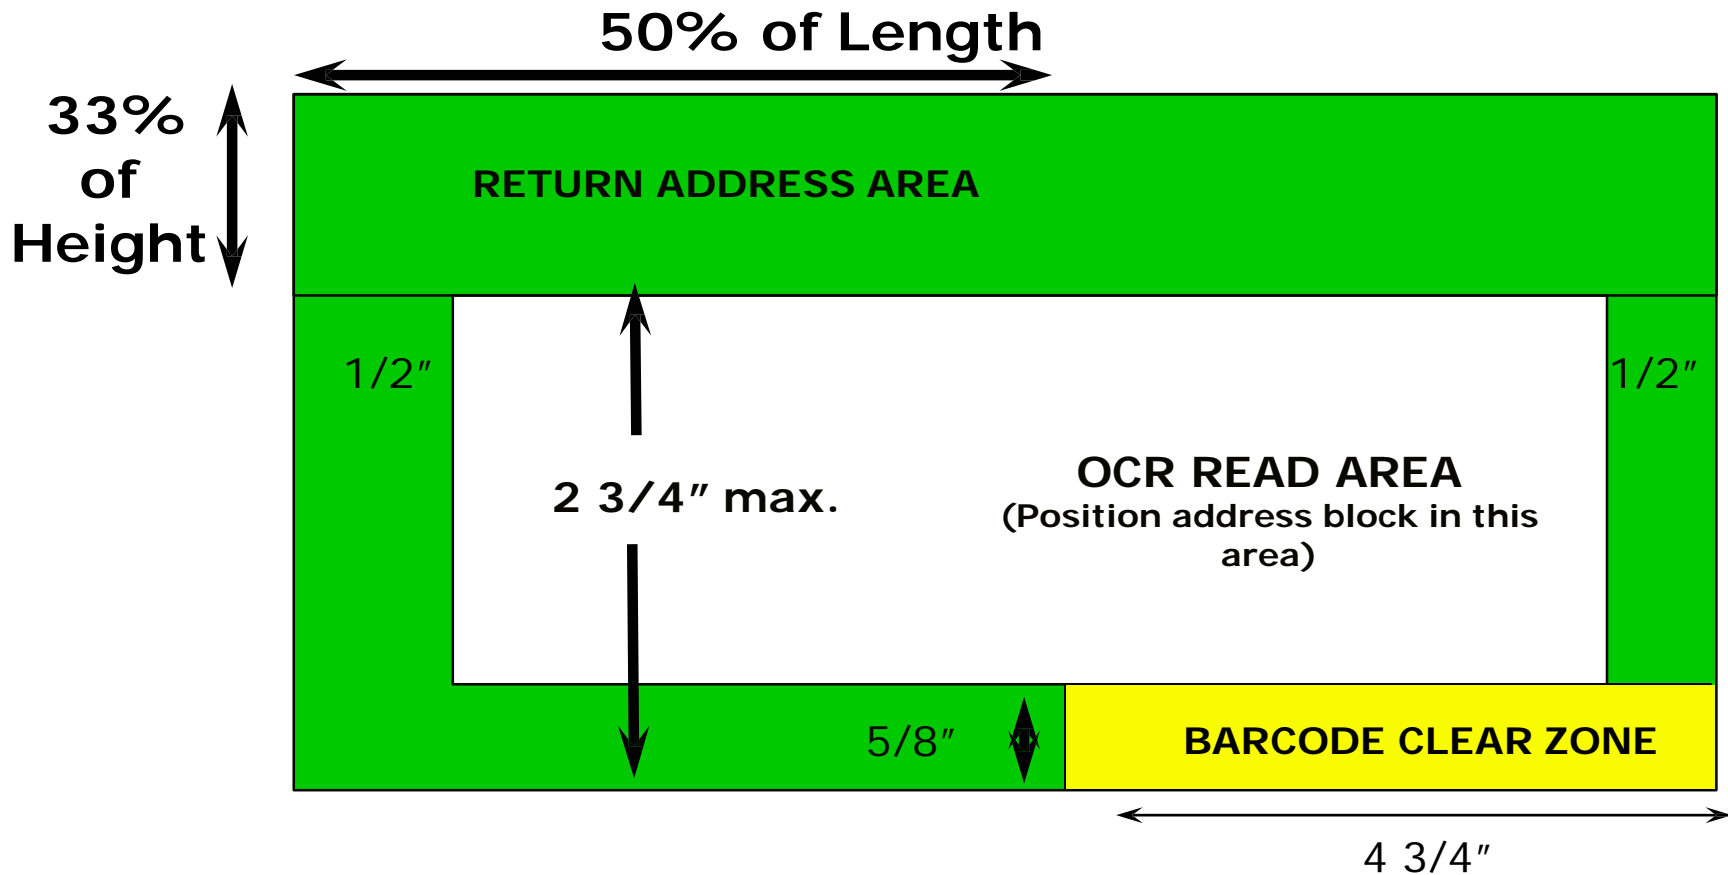 50% of Length
33%
of
Height
RETURN ADDRESS AREA
1/2"
1/2"
2 3/4" max.
OCR READ AREA
(Position address block in this
area)
5/8"
BARCODE CLEAR ZONE
4 3/4"